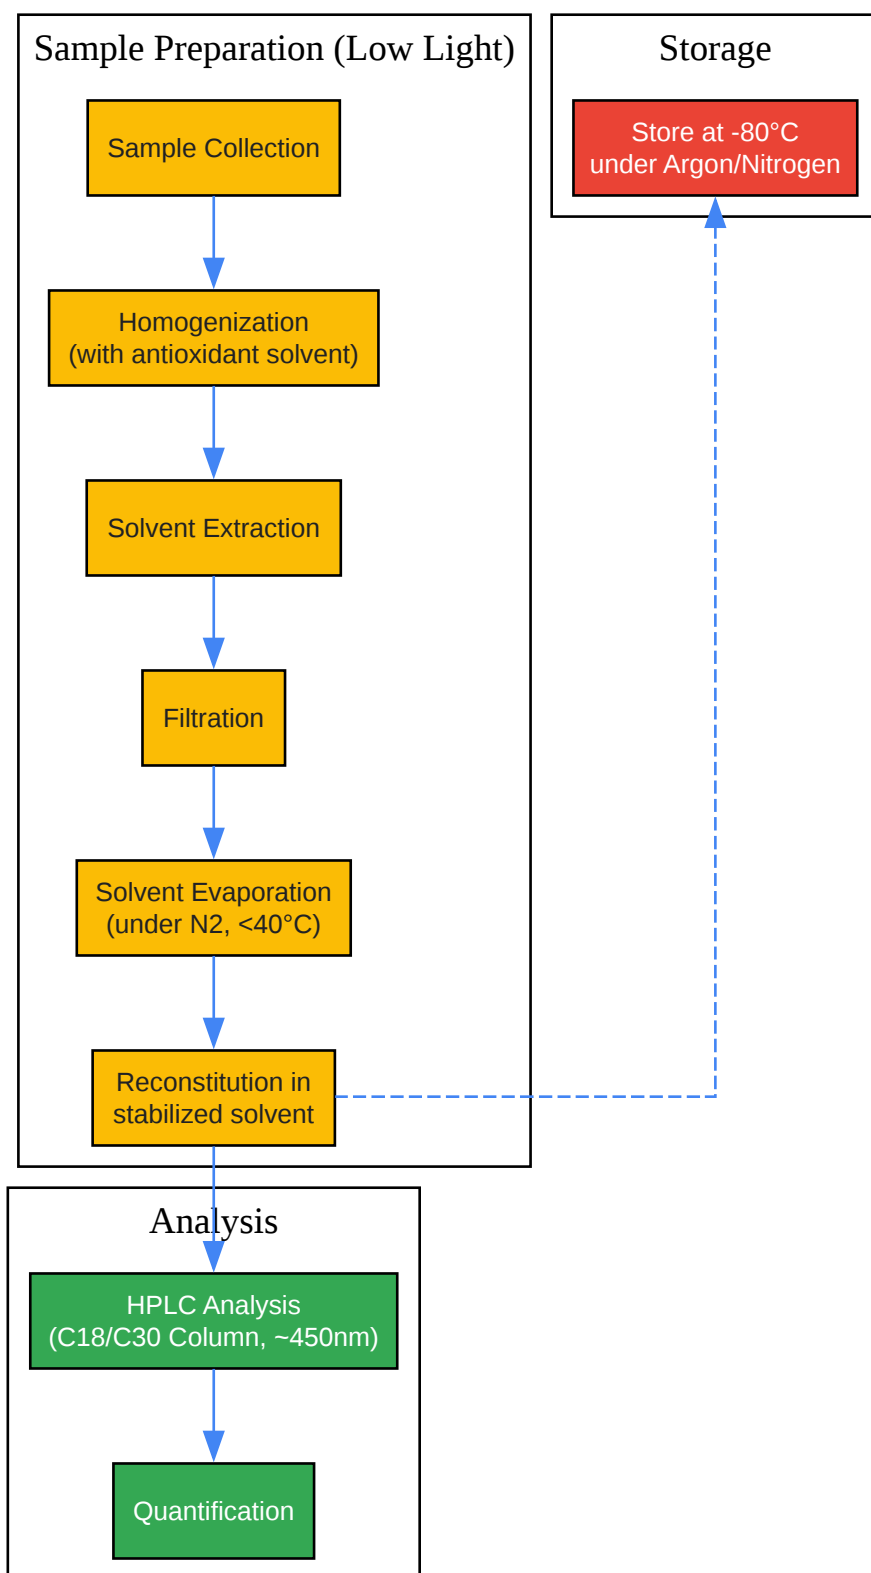 Sample Preparation (Low Light)
Sample Collection
Homogenization
(with antioxidant solvent)
Solvent Extraction
Filtration
Solvent Evaporation
(under N2, <40°C)
Reconstitution in
stabilized solvent
Storage
Store at -80°C
under Argon/Nitrogen
Analysis
HPLC Analysis
(C18/C30 Column, ~450nm)
Quantification